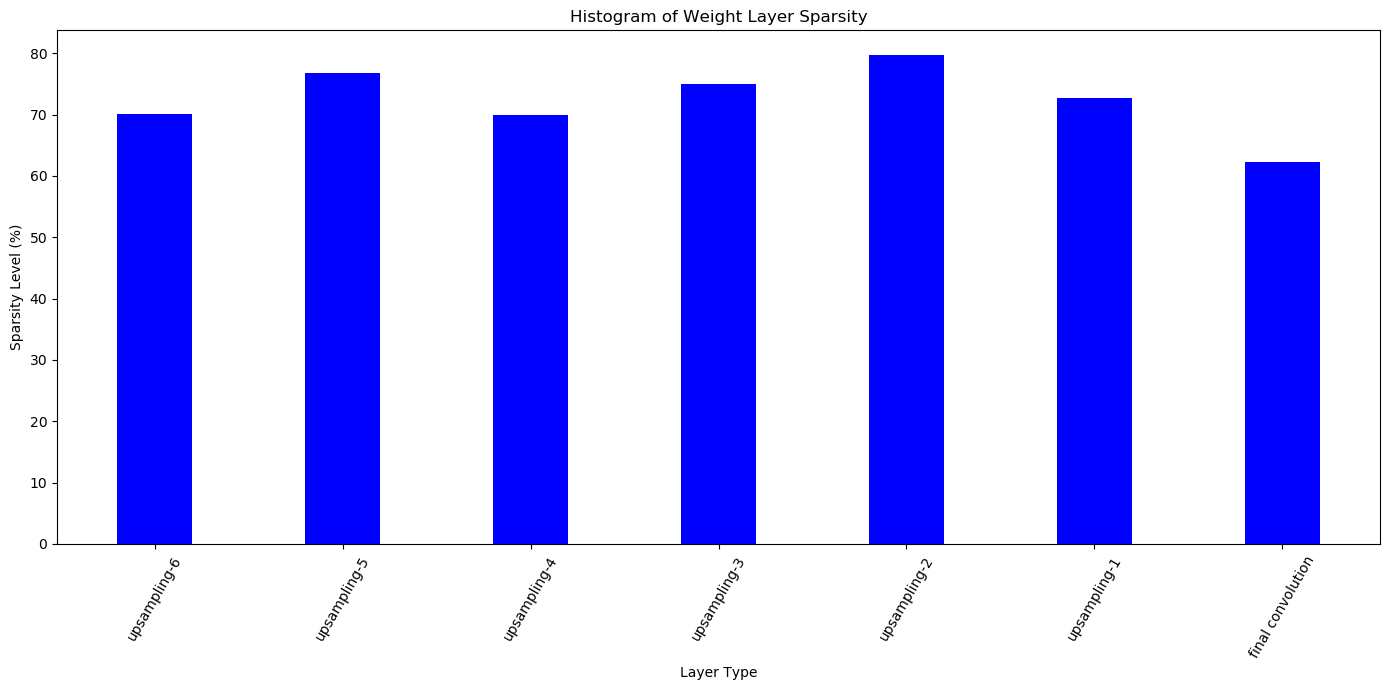 Histogram of Weight Layer Sparsity
Sparsity Level (%)
80
70
60
50
40
30
20
10
0
upsampling-6
upsampling-5
upsampling-4
upsampling-3
upsampling-2
upsampling-1
final convolution
Layer Type